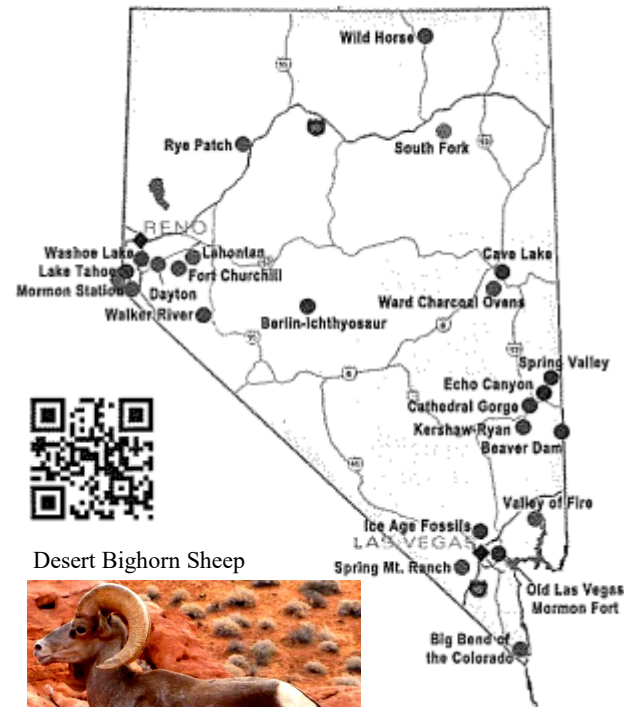 Wild Horse
Rye Patch
South Fork
RENO
Washoe Lake
Lahontan
Cave Lake
Lake Tahoe
Fort Churchill
Mormon Station
Dayton
Ward Charcoal Ovens
Walker River
Berlin-Ichthyosaur
Spring Valley
Echo Canyon
Cathedral Gorge
Kershaw-Ryan
Beaver Dam
Valley of Fire
Ice Age Fossils
LAS VEGAS
Spring Mt. Ranch
Old Las Vegas
Mormon Fort
Big Bend of
the Colorado
Desert Bighorn Sheep